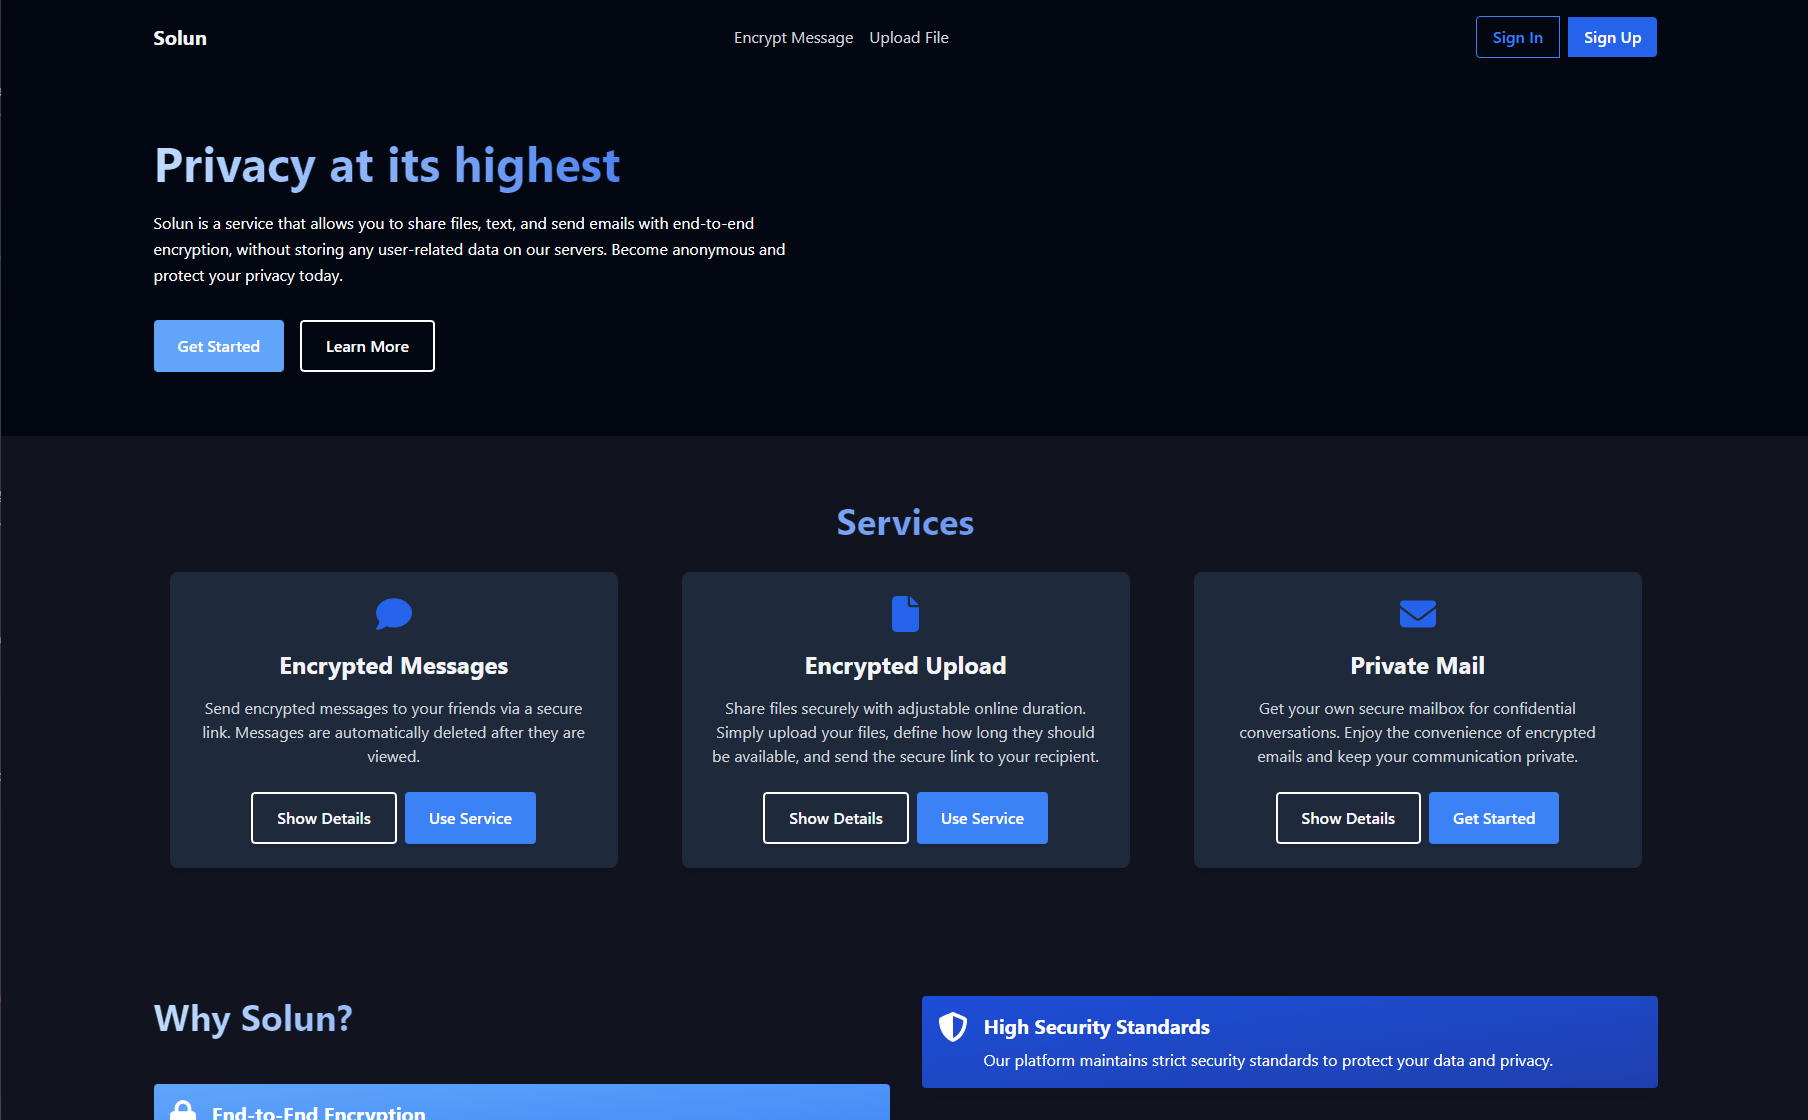 Solun
Encrypt Message
Upload File
Sign In
Sign Up
Privacy at its highest
Solun is a service that allows you to share files, text, and send emails with end-to-end
encryption, without storing any user-related data on our servers. Become anonymous and
protect your privacy today.
Get Started
Learn More
Services
Encrypted Messages
Send encrypted messages to your friends via a secure
link. Messages are automatically deleted after they are
viewed.
Show Details
Use Service
Encrypted Upload
Share files securely with adjustable online duration.
Simply upload your files, define how long they should
be available, and send the secure link to your recipient.
Show Details
Use Service
Private Mail
Get your own secure mailbox for confidential
conversations. Enjoy the convenience of encrypted
emails and keep your communication private.
Show Details
Get Started
Why Solun?
End-to-End Encryption
High Security Standards
Our platform maintains strict security standards to protect your data and privacy.